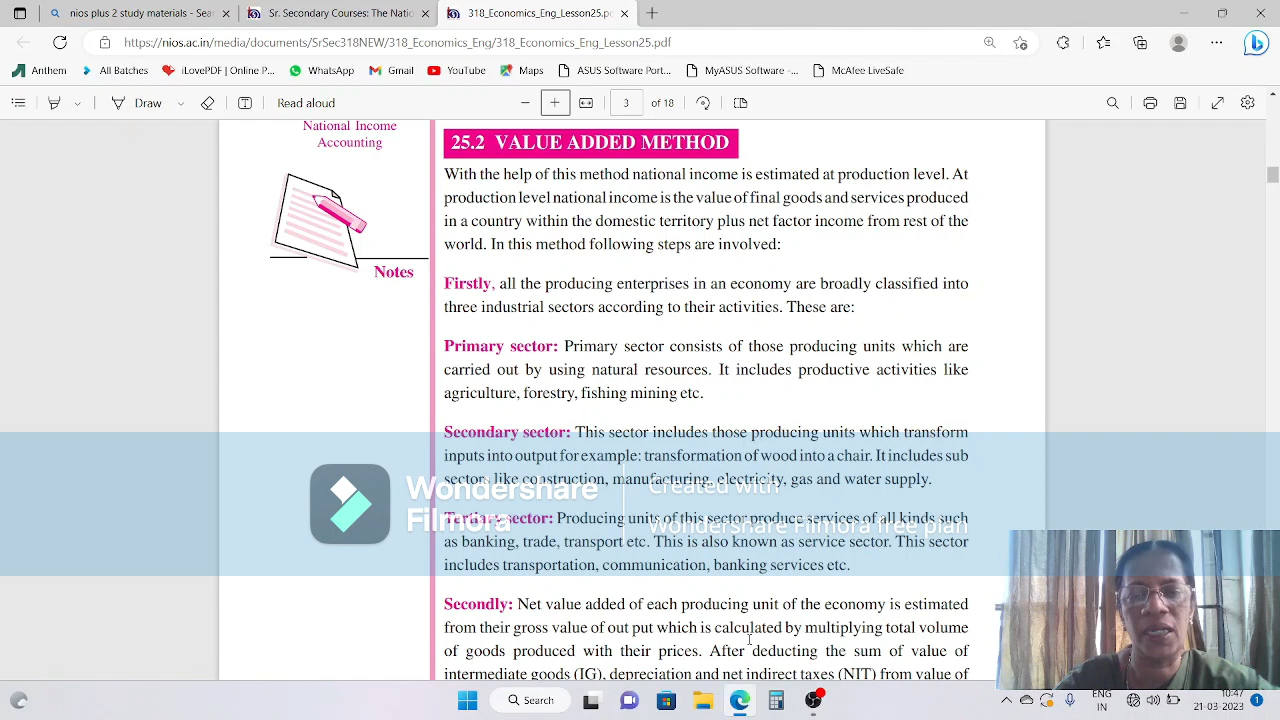 nios plus 2 study materials - Sear
Sr. Secondary Courses: The Nati
318_Economics_Eng_Lesson25.pd
https://nios.ac.in/media/documents/SrSec318NEW/318_Economics_Eng/318_Economics_Eng_Lesson25.pdf
Anthem
All Batches
iLovePDF | Online P...
WhatsApp
Gmail
YouTube
Maps
ASUS Software Port...
MyASUS Software -...
McAfee LiveSafe
Draw
Read aloud
3 of 18
National Income
Accounting
Notes
25.2 VALUE ADDED METHOD
With the help of this method national income is estimated at production level. At
production level national income is the value of final goods and services produced
in a country within the domestic territory plus net factor income from rest of the
world. In this method following steps are involved:
Firstly, all the producing enterprises in an economy are broadly classified into
three industrial sectors according to their activities. These are:
Primary sector: Primary sector consists of those producing units which are
carried out by using natural resources. It includes productive activities like
agriculture, forestry, fishing mining etc.
Secondary sector: This sector includes those producing units which transform
inputs into output for example: transformation of wood into a chair. It includes sub
sectors like construction, manufacturing, electricity, gas and water supply.
Tertiary sector: Producing units of this sector produce services of all kinds such
as banking, trade, transport etc. This is also known as service sector. This sector
includes transportation, communication, banking services etc.
Secondly: Net value added of each producing unit of the economy is estimated
from their gross value of out put which is calculated by multiplying total volume
of goods produced with their prices. After deducting the sum of value of
intermediate goods (IG), depreciation and net indirect taxes (NIT) from value of
Wondershare
Filmora
Created with
Wondershare Filmora free plan
Search
ENG
IN
10:47
21-03-2023
1